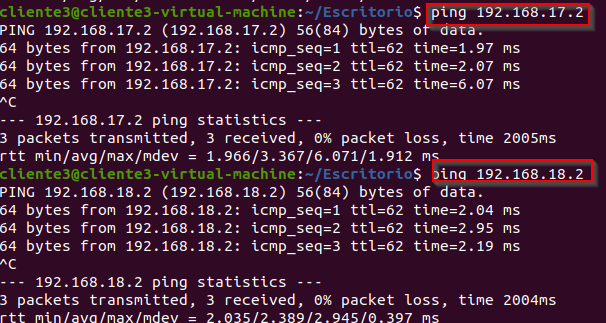 cliente3@cliente3-virtual-machine:~/Escritorio$ ping 192.168.17.2
PING 192.168.17.2 (192.168.17.2) 56(84) bytes of data.
64 bytes from 192.168.17.2: icmp_seq=1 ttl=62 time=1.97 ms
64 bytes from 192.168.17.2: icmp_seq=2 ttl=62 time=2.07 ms
64 bytes from 192.168.17.2: icmp_seq=3 ttl=62 time=6.07 ms
^C
--- 192.168.17.2 ping statistics ---
3 packets transmitted, 3 received, 0% packet loss, time 2005ms
rtt min/avg/max/mdev = 1.966/3.367/6.071/1.912 ms
cliente3@cliente3-virtual-machine:~/Escritorio$ ping 192.168.18.2
PING 192.168.18.2 (192.168.18.2) 56(84) bytes of data.
64 bytes from 192.168.18.2: icmp_seq=1 ttl=62 time=2.04 ms
64 bytes from 192.168.18.2: icmp_seq=2 ttl=62 time=2.95 ms
64 bytes from 192.168.18.2: icmp_seq=3 ttl=62 time=2.19 ms
^C
--- 192.168.18.2 ping statistics ---
3 packets transmitted, 3 received, 0% packet loss, time 2004ms
rtt min/avg/max/mdev = 2.035/2.389/2.945/0.397 ms